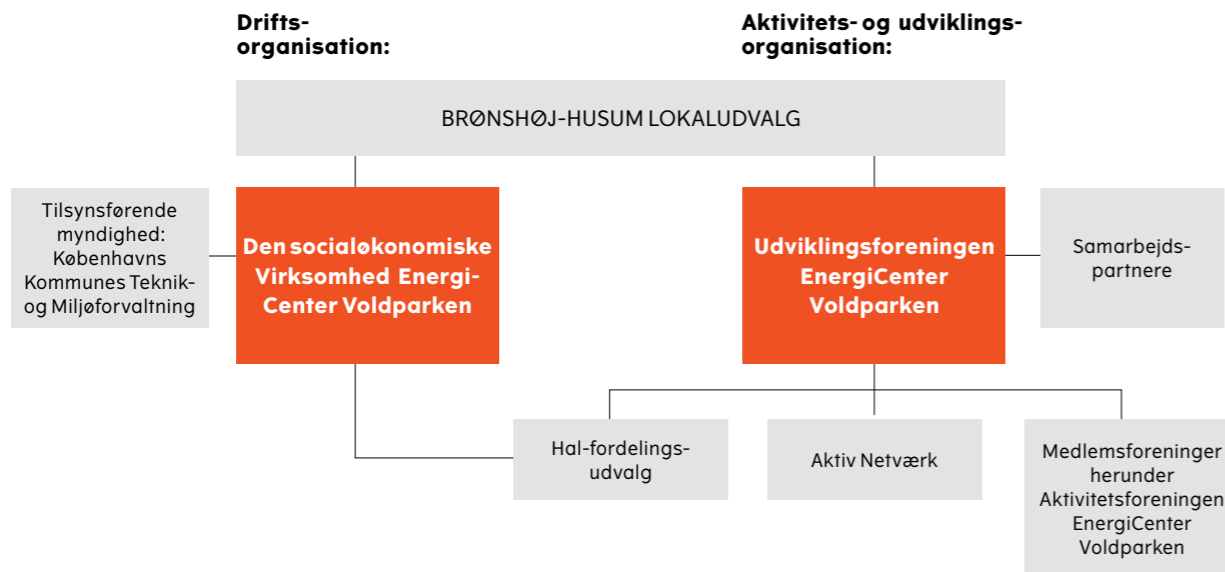 Drifts-
organisation:
Aktivitets- og udviklings-
organisation:
BRØNSHØJ-HUSUM LOKALUDVALG
Tilsynsførende
myndighed:
Københavns
Kommunes Teknik-
og Miljøforvaltning
Den socialøkonomiske
Virksomhed Energi-
Center Voldparken
Udviklingsforeningen
EnergiCenter
Voldparken
Samarbejds-
partnere
Hal-fordelings-
udvalg
Aktiv Netværk
Medlemsforeninger
herunder
Aktivitetsforeningen
EnergiCenter
Voldparken